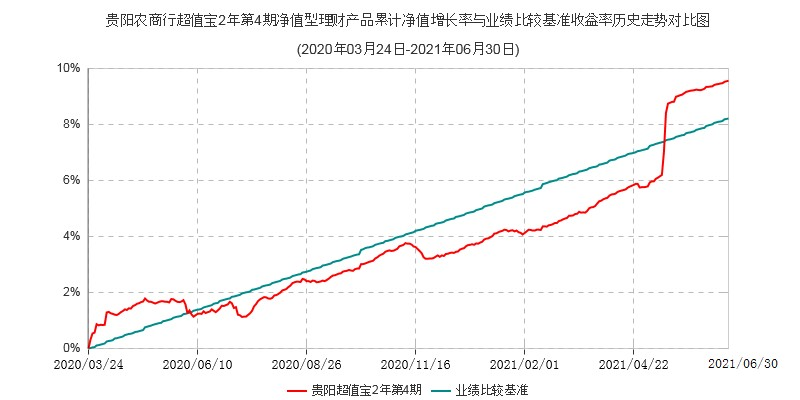 贵阳农商行超值宝2年第4期净值型理财产品累计净值增长率与业绩比较基准收益率历史走势对比图
(2020年03月24日-2021年06月30日)
10%
8%
6%
4%
2%
0%
2020/03/24 2020/06/10 2020/08/26 2020/11/16 2021/02/01 2021/04/22 2021/06/30
贵阳超值宝2年第4期 业绩比较基准